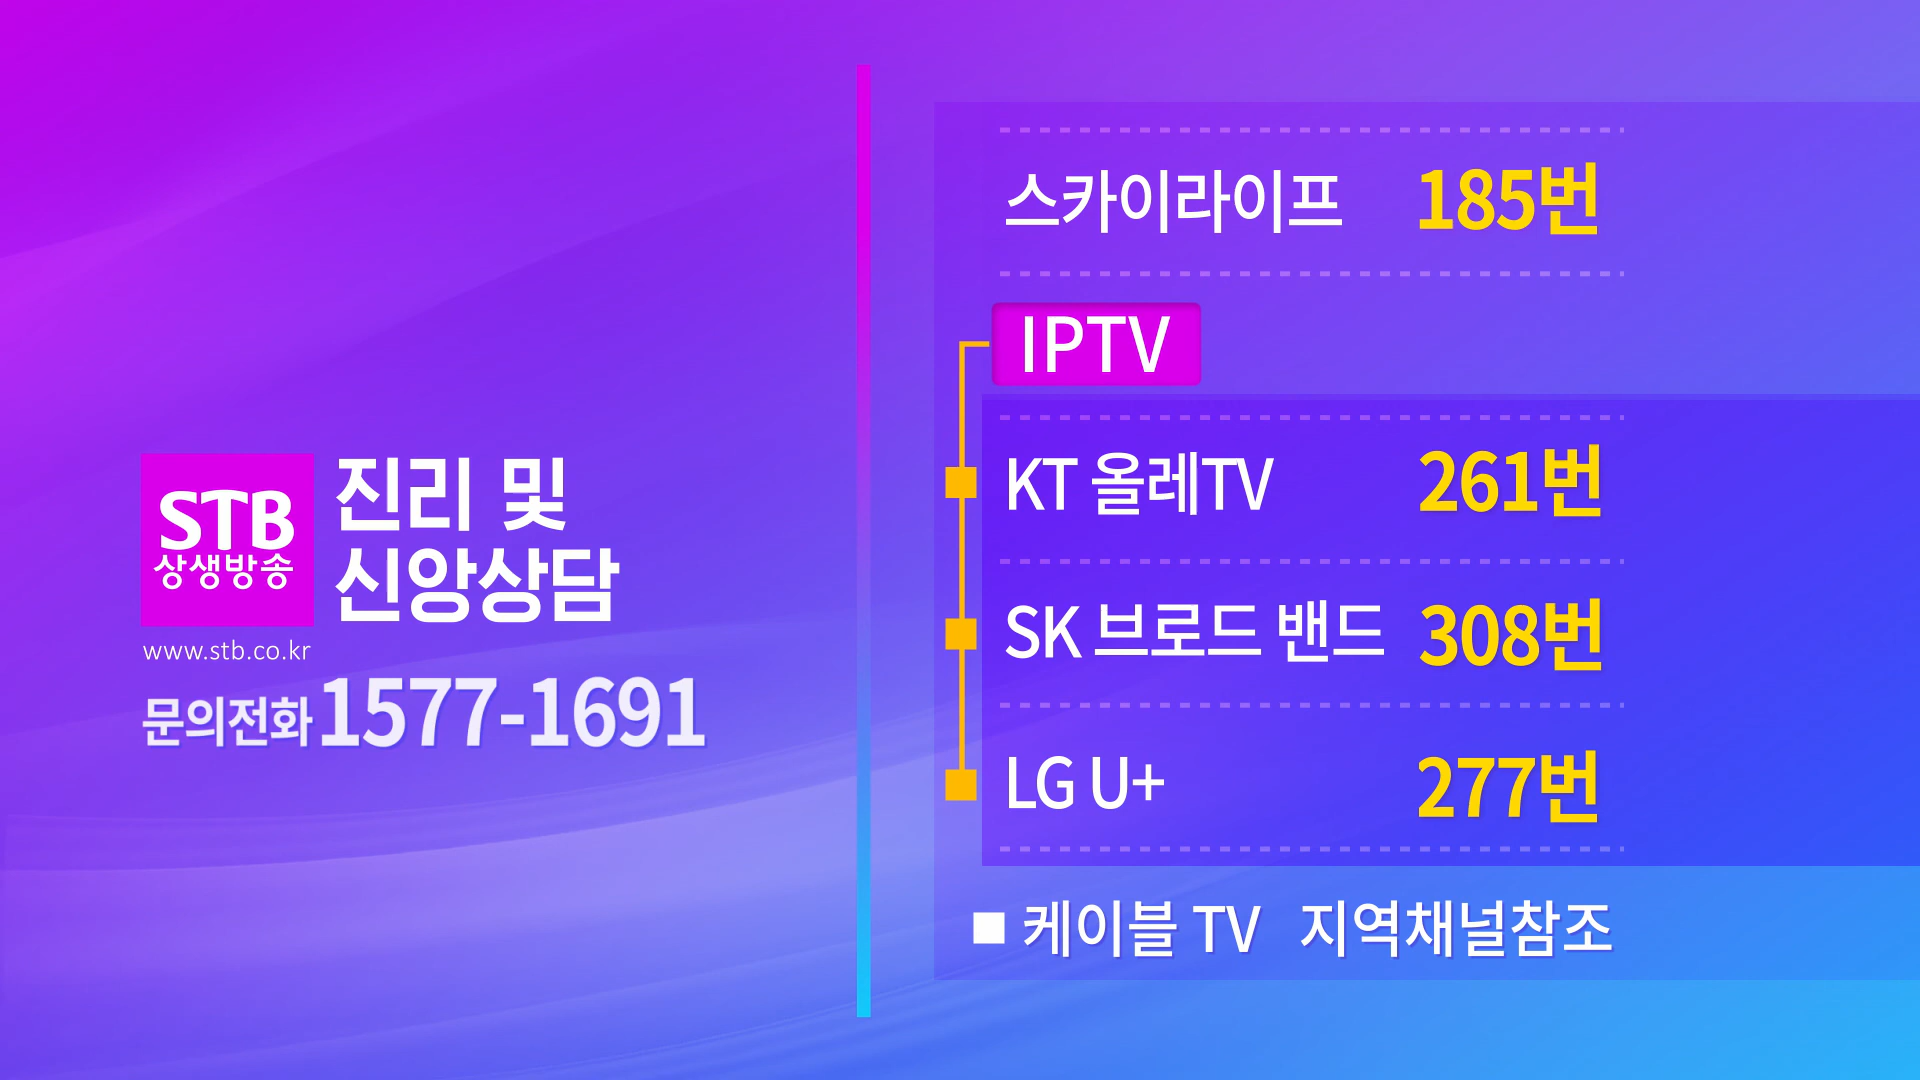 STB
상생방송
진리 및
신앙상담
www.stb.co.kr
문의전화 1577-1691
스카이라이프 185번
IPTV
KT 올레TV 261번
SK 브로드 밴드 308번
LG U+ 277번
■ 케이블 TV 지역채널참조